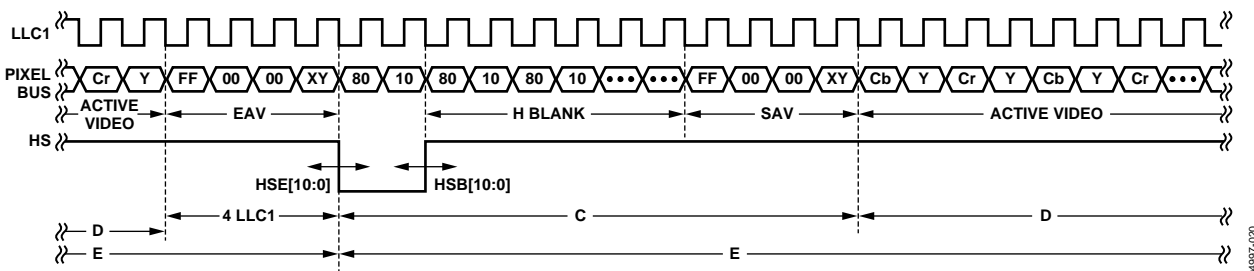 LLC1
PIXEL BUS Cr Y FF 00 00 XY 80 10 80 10 80 10 ••• ••• FF 00 00 XY Cb Y Cr Y Cb Y Cr •••
ACTIVE VIDEO EAV H BLANK SAV ACTIVE VIDEO
HS
HSE[10:0] HSB[10:0]
4 LLC1 C D
D
E E
04997-020